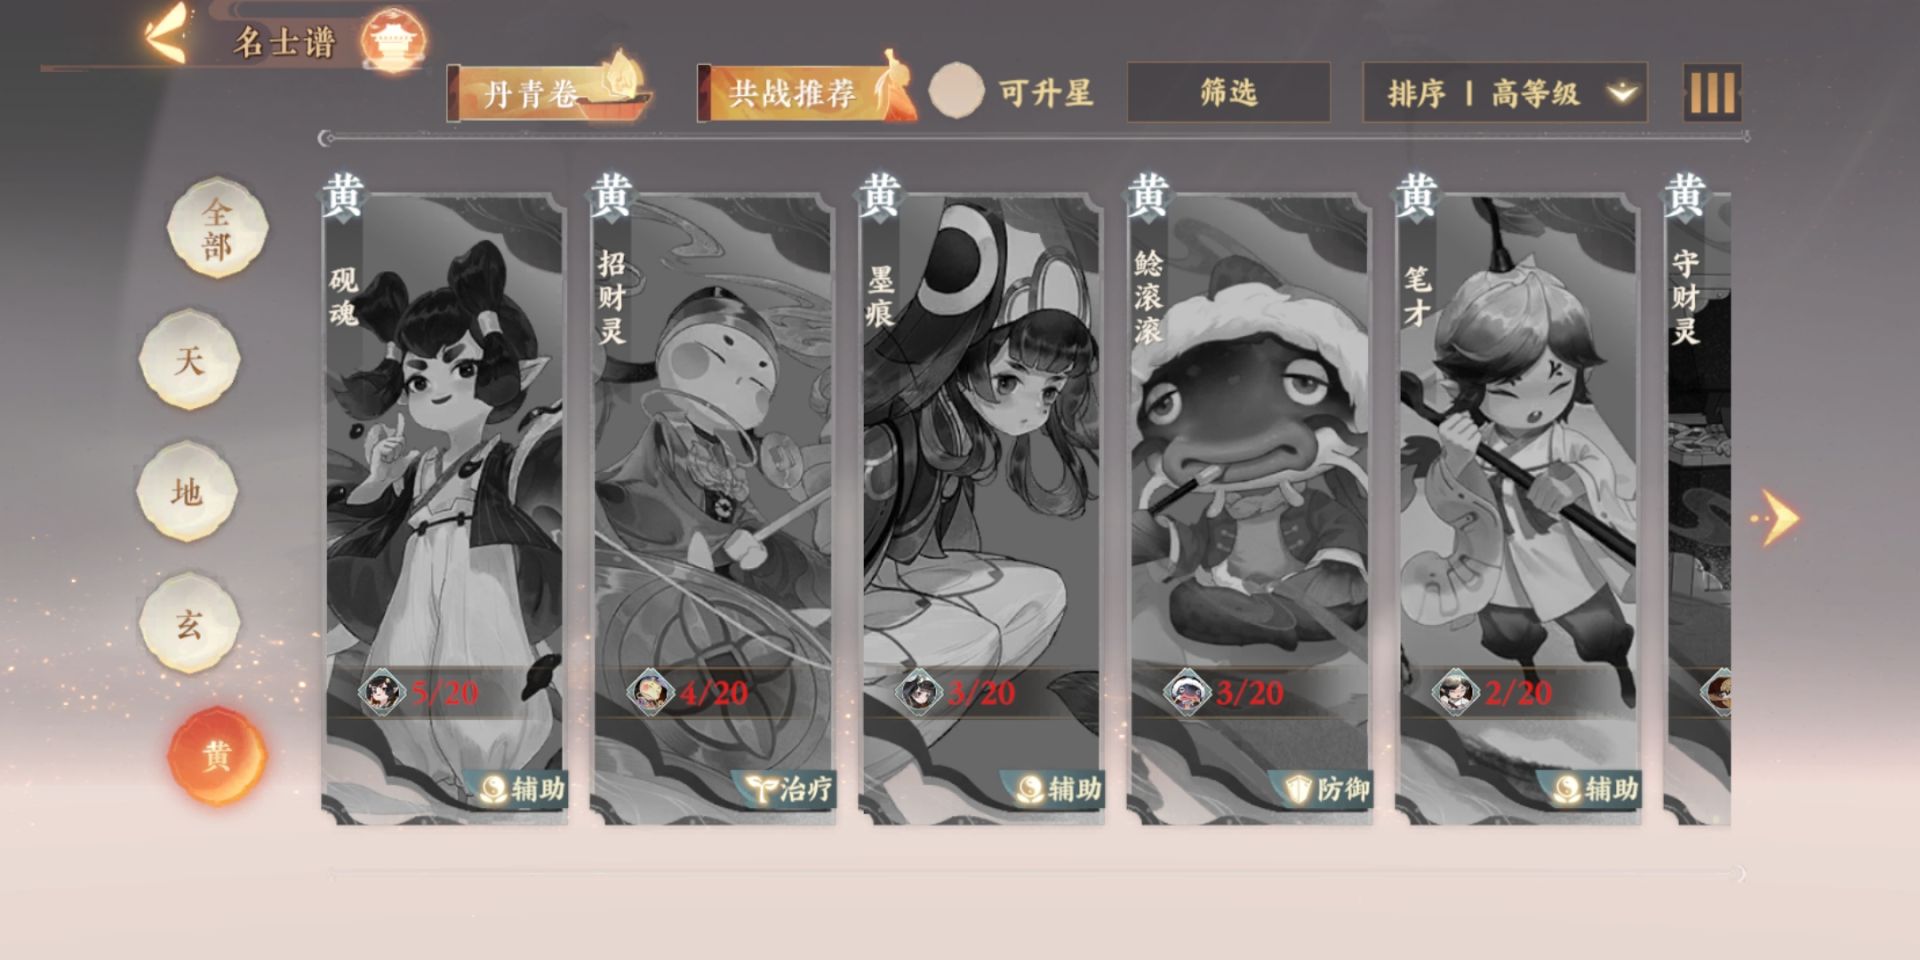 名士谱
丹青卷
共战推荐
可升星
筛选
排序 | 高等级
全部
天
地
玄
黄
黄
砚魂
5/20
辅助
黄
招财灵
4/20
治疗
黄
墨痕
3/20
辅助
黄
鲶滚滚
3/20
防御
黄
笔才
2/20
辅助
黄
守财灵